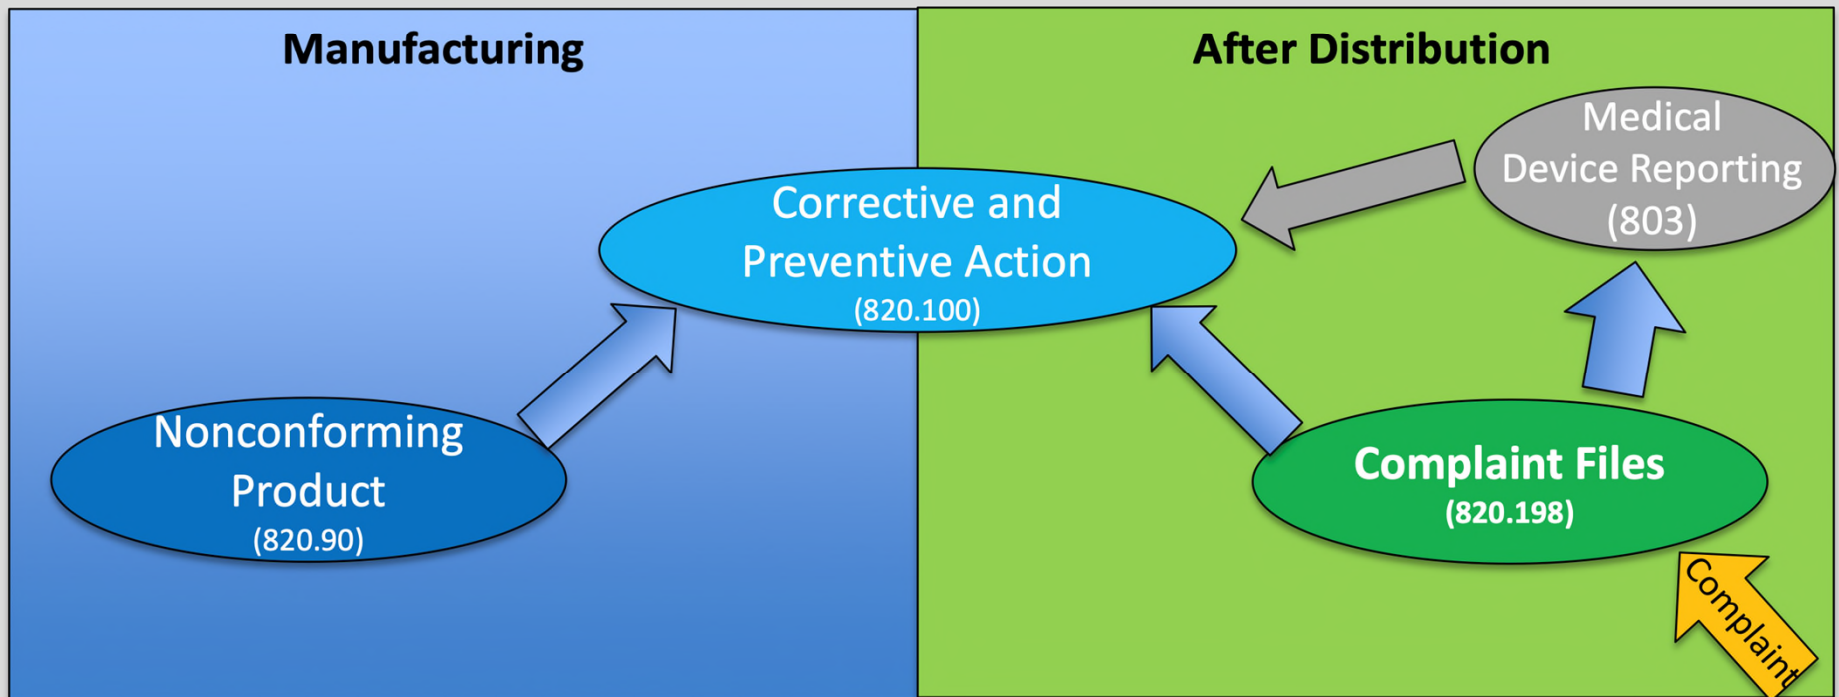 Manufacturing
After Distribution
Medical
Device Reporting
(803)
Corrective and
Preventive Action
(820.100)
Nonconforming
Product
(820.90)
Complaint Files
(820.198)
Complaint